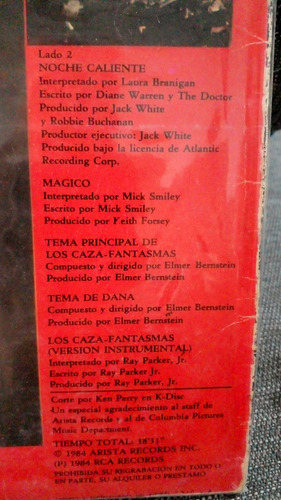 Lado 2
NOCHE CALIENTE
Interpretado por Laura Branigan
Escrito por Diane Warren y The Doctor
Producido por Jack White
y Robbie Buchanan
Productor ejecutivo: Jack White
Producido bajo la licencia de Atlantic
Recording Corp.
MAGICO
Interpretado por Mick Smiley
Escrito por Mick Smiley
Producido por Keith Forsey
TEMA PRINCIPAL DE
LOS CAZA-FANTASMAS
Compuesto y dirigido por Elmer Bernstein
Producido por Elmer Bernstein
TEMA DE DANA
Compuesto y dirigido por Elmer Bernstein
Producido por Elmer Bernstein
LOS CAZA-FANTASMAS
(VERSION INSTRUMENTAL)
Interpretado por Ray Parker, Jr.
Escrito por Ray Parker Jr.
Producido por Ray Parker, Jr.
Corte por Ken Perry en K-Disc
Un especial agradecimiento al staff de
Arista Records y al de Columbia Pictures
Music Department.
TIEMPO TOTAL: 18'51"
© 1984 ARISTA RECORDS INC.
(P) 1984 RCA RECORDS
PROHIBIDA SU REGRABACION EN TODO O
EN PARTE, SU ALQUILER O PRESTAMO